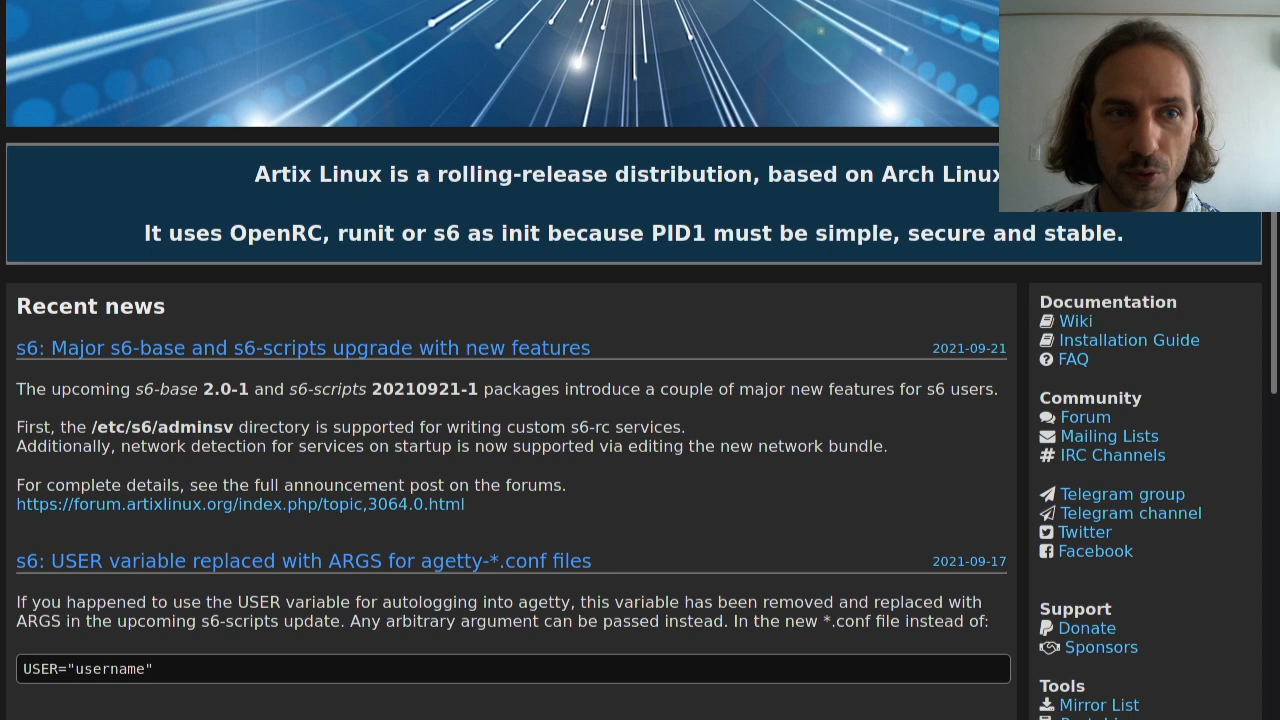 Artix Linux is a rolling-release distribution, based on Arch Linux
It uses OpenRC, runit or s6 as init because PID1 must be simple, secure and stable.
Recent news
s6: Major s6-base and s6-scripts upgrade with new features
2021-09-21
The upcoming s6-base 2.0-1 and s6-scripts 20210921-1 packages introduce a couple of major new features for s6 users.
First, the /etc/s6/adminsv directory is supported for writing custom s6-rc services.
Additionally, network detection for services on startup is now supported via editing the new network bundle.
For complete details, see the full announcement post on the forums.
https://forum.artixlinux.org/index.php/topic,3064.0.html
s6: USER variable replaced with ARGS for agetty-*.conf files
2021-09-17
If you happened to use the USER variable for autologging into agetty, this variable has been removed and replaced with
ARGS in the upcoming s6-scripts update. Any arbitrary argument can be passed instead. In the new *.conf file instead of:
USER="username"
Documentation
Wiki
Installation Guide
FAQ
Community
Forum
Mailing Lists
IRC Channels
Telegram group
Telegram channel
Twitter
Facebook
Support
Donate
Sponsors
Tools
Mirror List